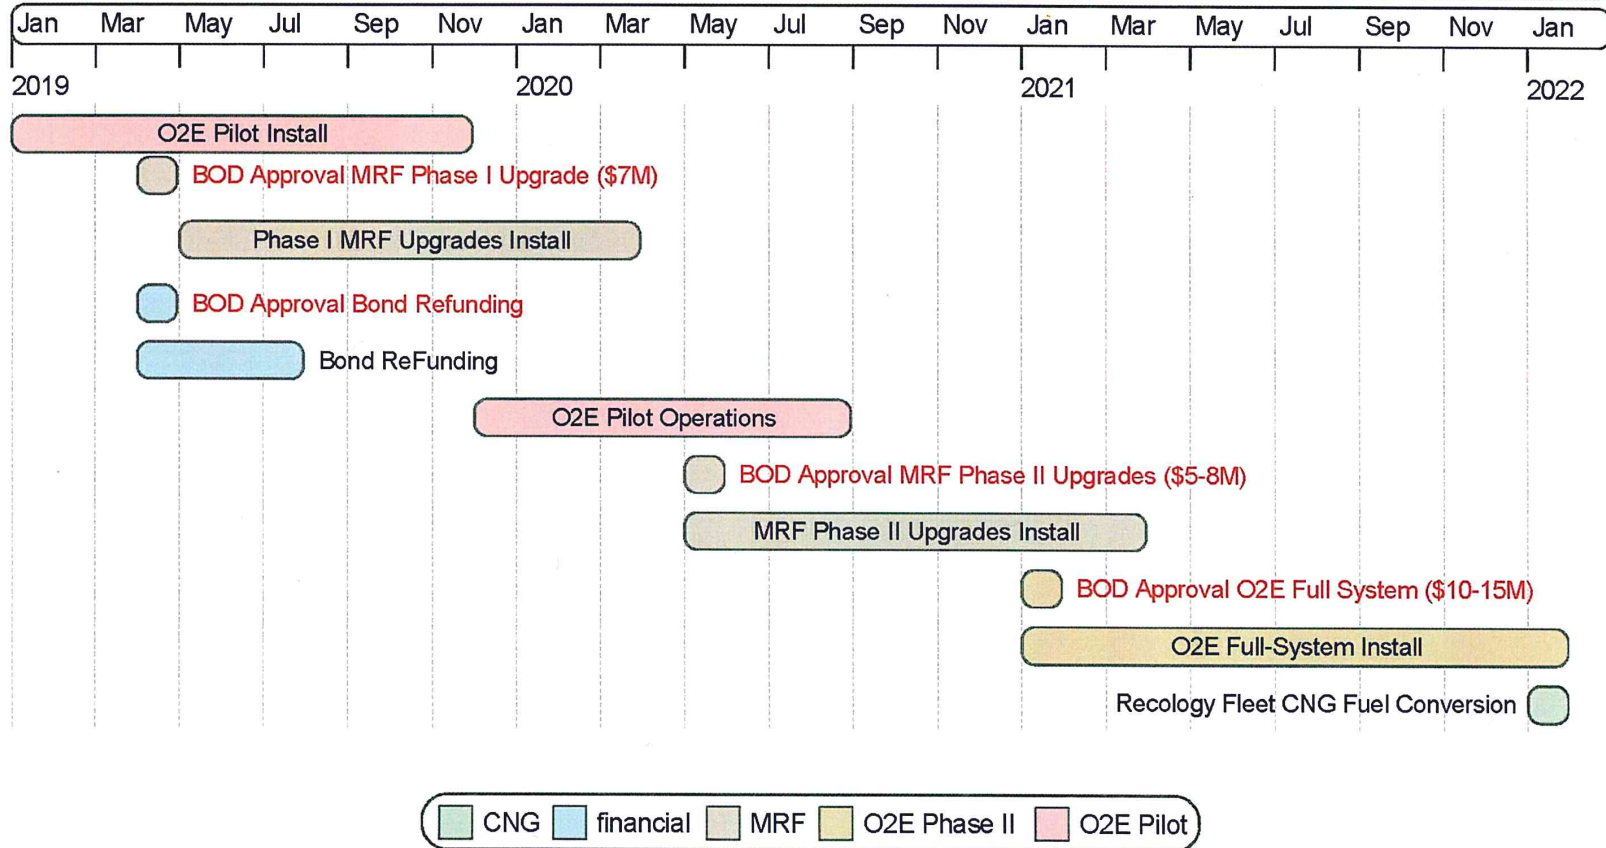 Jan Mar May Jul Sep Nov Jan Mar May Jul Sep Nov Jan Mar May Jul Sep Nov Jan
2019 2020 2021 2022
O2E Pilot Install
BOD Approval MRF Phase I Upgrade ($7M)
Phase I MRF Upgrades Install
BOD Approval Bond Refunding
Bond ReFunding
O2E Pilot Operations
BOD Approval MRF Phase II Upgrades ($5-8M)
MRF Phase II Upgrades Install
BOD Approval O2E Full System ($10-15M)
O2E Full-System Install
Recology Fleet CNG Fuel Conversion
CNG financial MRF O2E Phase II O2E Pilot